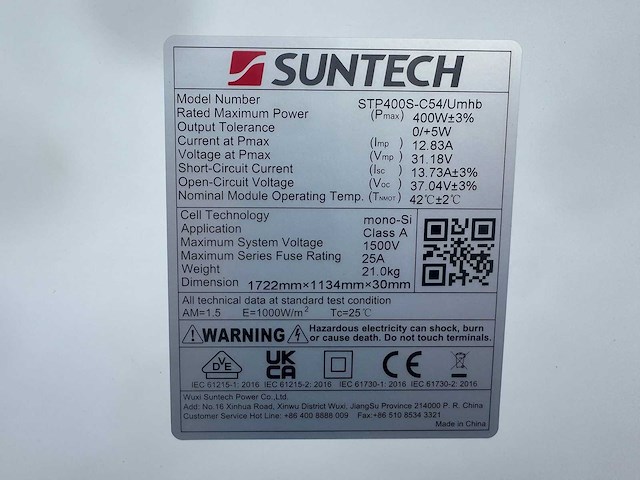 SUNTECH
Model Number STP400S-C54/Umhb
Rated Maximum Power (Pmax) 400W±3%
Output Tolerance 0/+5W
Current at Pmax (Imp) 12.83A
Voltage at Pmax (Vmp) 31.18V
Short-Circuit Current (Isc) 13.73A±3%
Open-Circuit Voltage (Voc) 37.04V±3%
Nominal Module Operating Temp. (TNMOT) 42℃±2℃
Cell Technology mono-Si
Application Class A
Maximum System Voltage 1500V
Maximum Series Fuse Rating 25A
Weight 21.0kg
Dimension 1722mm×1134mm×30mm
All technical data at standard test condition
AM=1.5 E=1000W/m² Tc=25℃
WARNING Hazardous electricity can shock, burn
or cause death. Do not touch terminals.
DVE UK CA CE
IEC 61215-1: 2016 IEC 61215-2: 2016 IEC 61730-1: 2016 IEC 61730-2: 2016
Wuxi Suntech Power Co.,Ltd.
Add: No.16 Xinhua Road, Xinwu District Wuxi, JiangSu Province 214000 P. R. China
Customer Service Hot Line: +86 400 8888 009 Fax:+86 510 8534 3321
Made in China